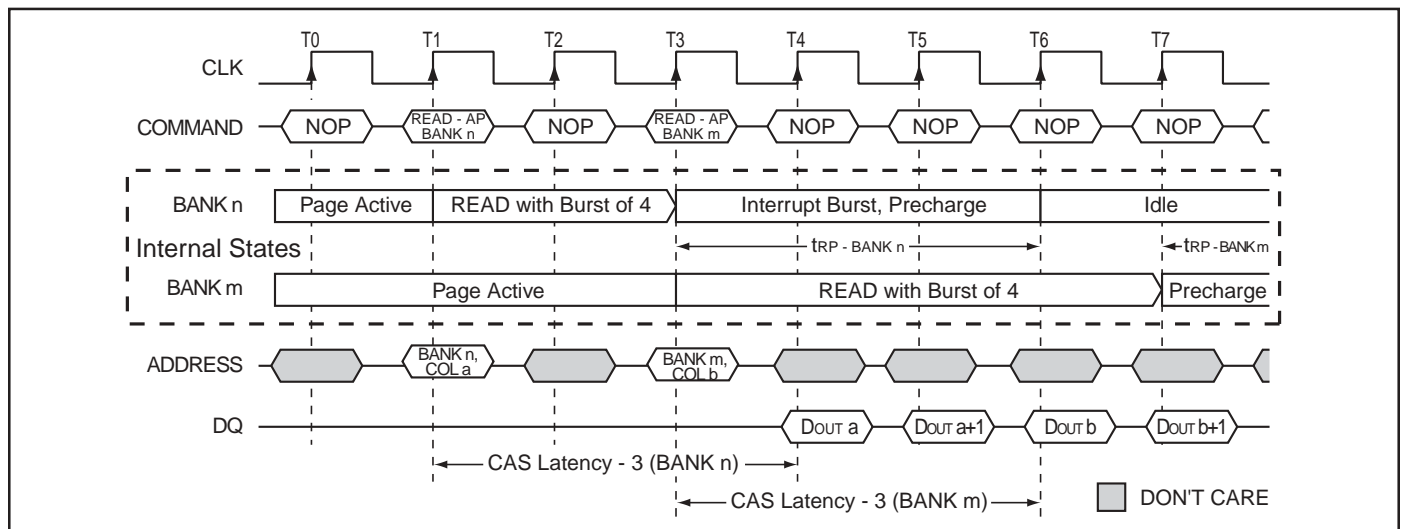 T0 T1 T2 T3 T4 T5 T6 T7
CLK
COMMAND NOP READ - AP NOP READ - AP NOP NOP NOP NOP
BANK n BANK m
BANK n Page Active READ with Burst of 4 Interrupt Burst, Precharge Idle
Internal States tRP - BANK n tRP - BANK m
BANK m Page Active READ with Burst of 4 Precharge
ADDRESS BANK n, BANK m,
COL a COL b
DQ DOUT a DOUT a+1 DOUT b DOUT b+1
CAS Latency - 3 (BANK n)
CAS Latency - 3 (BANK m) DON'T CARE